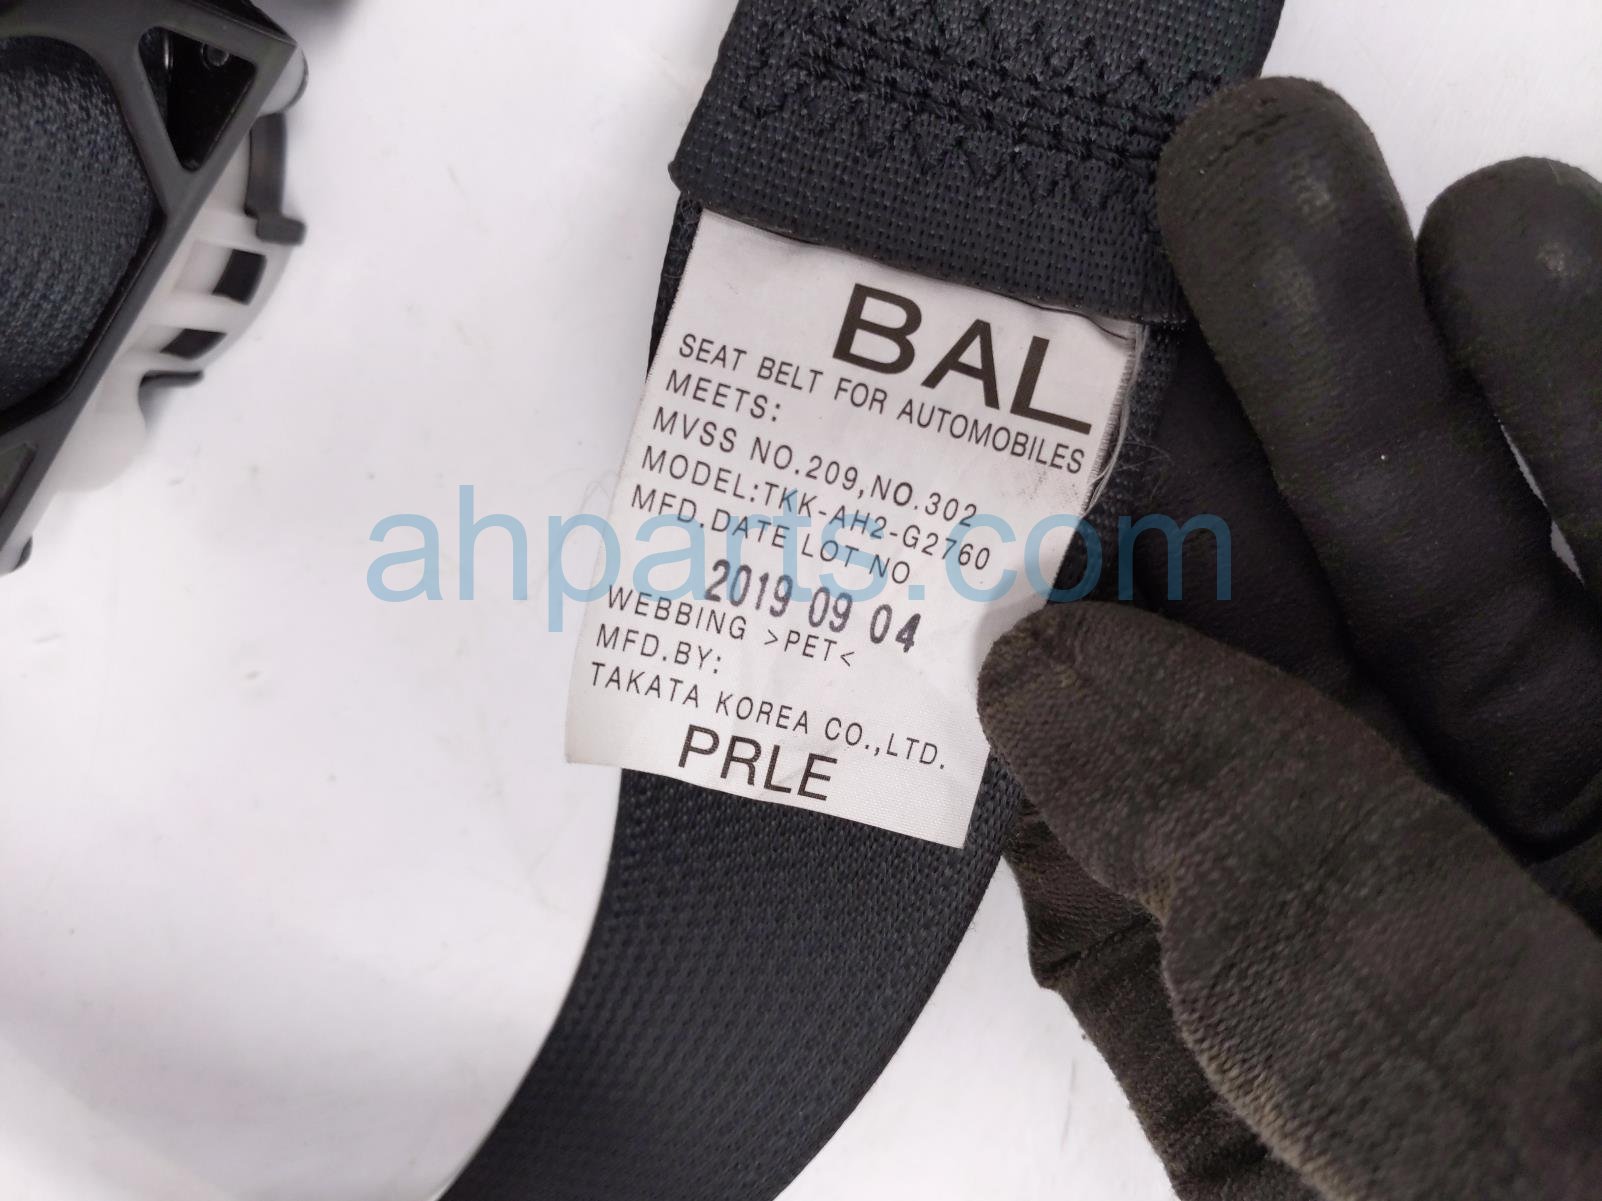 BAL
SEAT BELT FOR AUTOMOBILES
MEETS:
MVSS NO.209,NO.302
MODEL:TKK-AH2-G2760
MFD.DATE LOT NO
2019 09 04
WEBBING >PET<
MFD.BY:
TAKATA KOREA CO.,LTD.
PRLE
ahparts.com